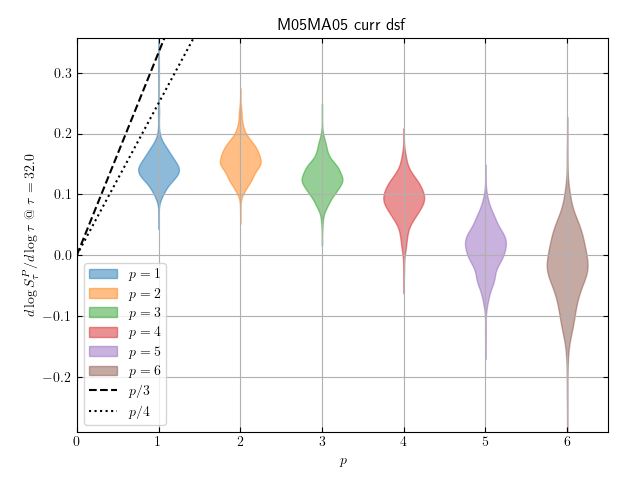 M05MA05 curr dsf
d log S_τ^P / d log τ @ τ = 32.0
0.3
0.2
0.1
0.0
−0.1
−0.2
p = 1
p = 2
p = 3
p = 4
p = 5
p = 6
p/3
p/4
0 1 2 3 4 5 6
p